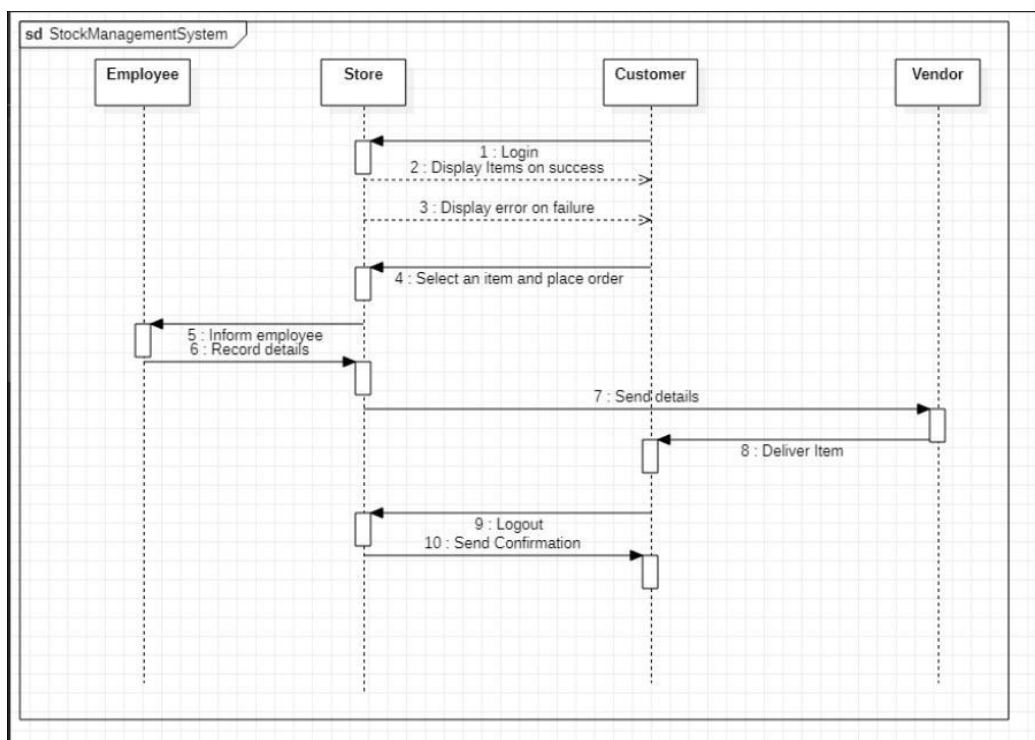 sd StockManagementSystem
Employee Store Customer Vendor
1 : Login
2 : Display Items on success
3 : Display error on failure
4 : Select an item and place order
5 : Inform employee
6 : Record details
7 : Send details
8 : Deliver Item
9 : Logout
10 : Send Confirmation